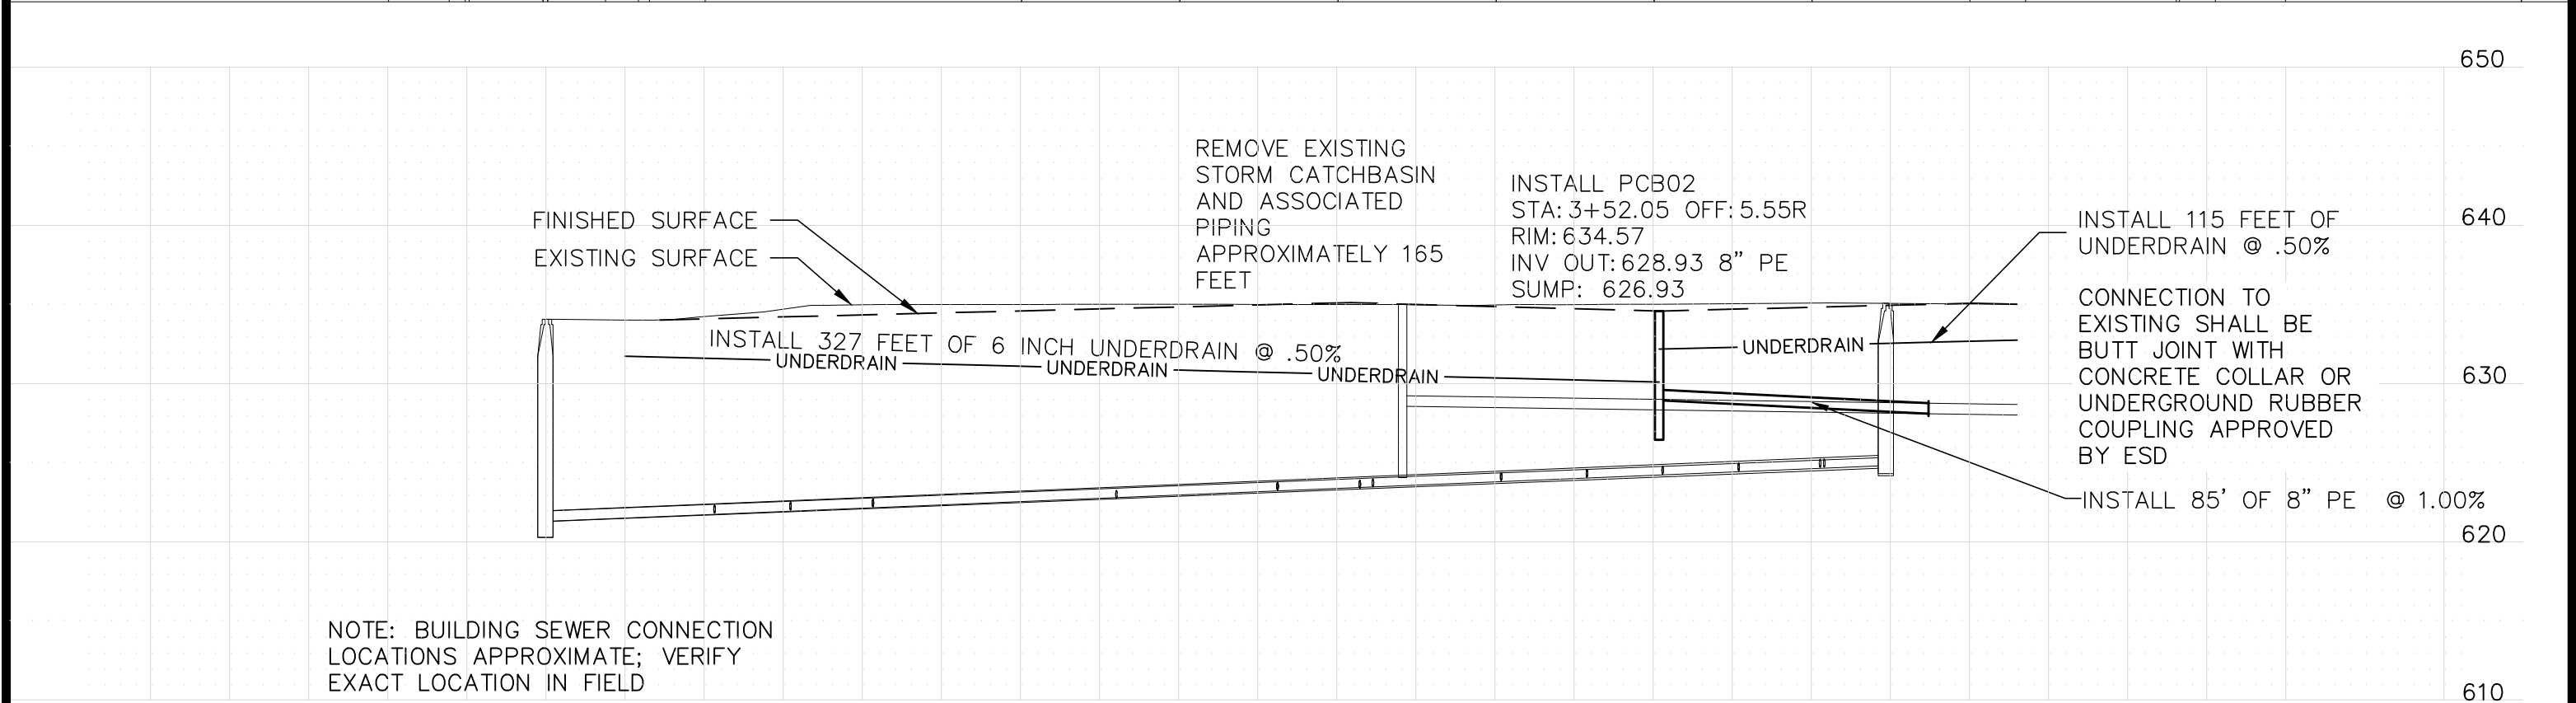 650
REMOVE EXISTING
STORM CATCHBASIN
AND ASSOCIATED
PIPING
APPROXIMATELY 165
FEET
INSTALL PCB02
STA: 3+52.05 OFF: 5.55R
RIM: 634.57
INV OUT: 628.93 8" PE
SUMP: 626.93
FINISHED SURFACE
EXISTING SURFACE
INSTALL 115 FEET OF
UNDERDRAIN @ .50%
640
CONNECTION TO
EXISTING SHALL BE
BUTT JOINT WITH
CONCRETE COLLAR OR
UNDERGROUND RUBBER
COUPLING APPROVED
BY ESD
INSTALL 327 FEET OF 6 INCH UNDERDRAIN @ .50%
UNDERDRAIN
UNDERDRAIN
UNDERDRAIN
UNDERDRAIN
630
INSTALL 85' OF 8" PE @ 1.00%
620
NOTE: BUILDING SEWER CONNECTION
LOCATIONS APPROXIMATE; VERIFY
EXACT LOCATION IN FIELD
610